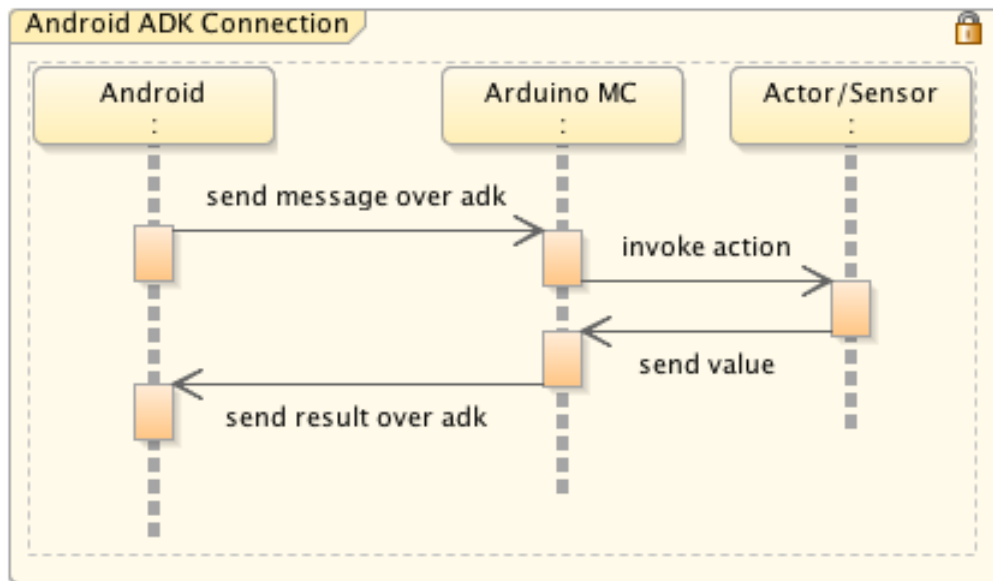 Android ADK Connection
Android
:
Arduino MC
:
Actor/Sensor
:
send message over adk
invoke action
send value
send result over adk